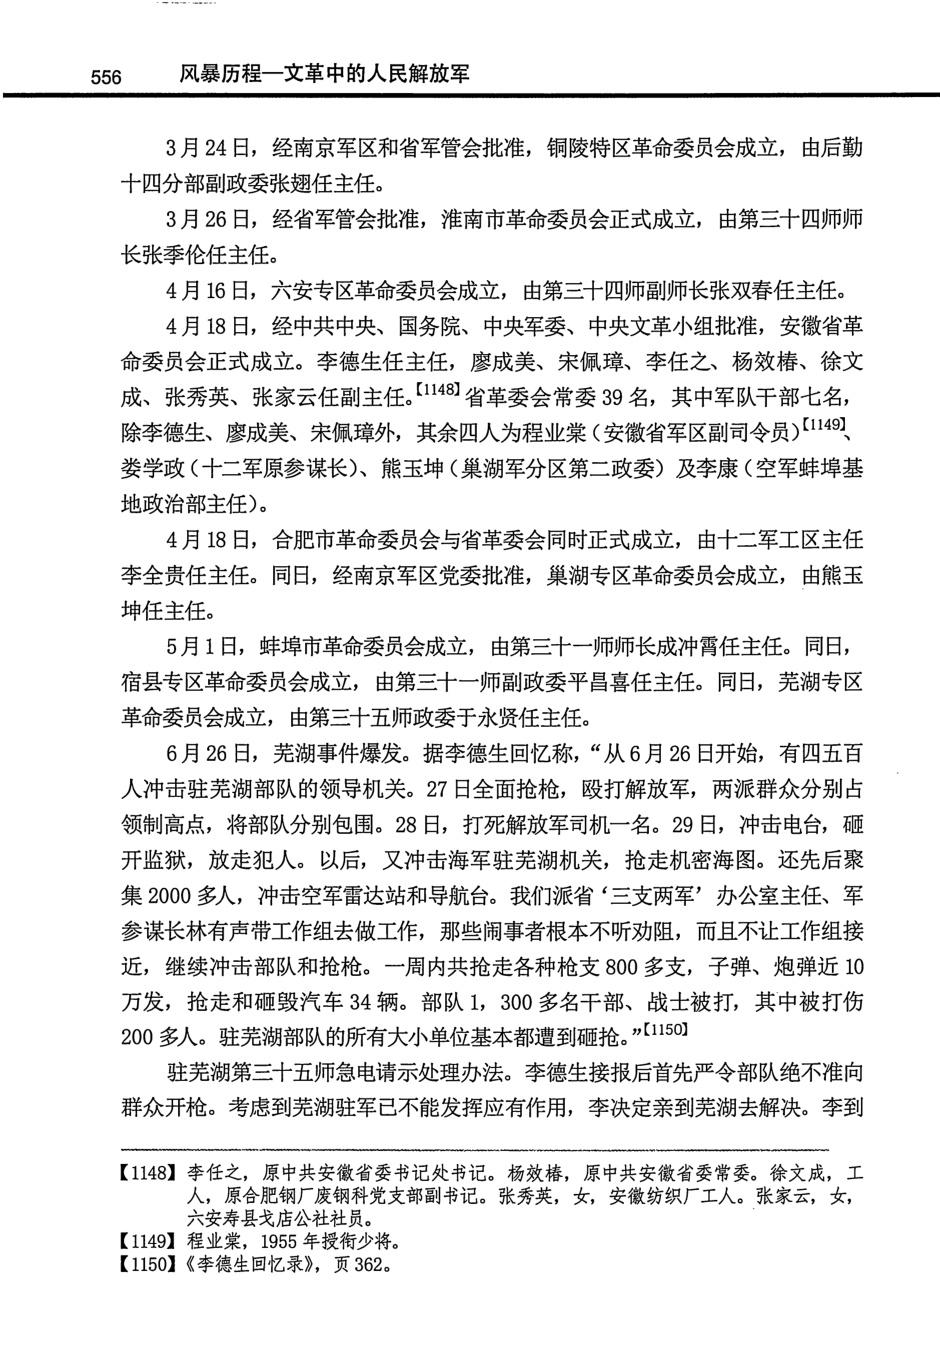 556 风暴历程—文革中的人民解放军
3月24日，经南京军区和省军管会批准，铜陵特区革命委员会成立，由后勤
十四分部副政委张翅任主任。
3月26日，经省军管会批准，淮南市革命委员会正式成立，由第三十四师师
长张季伦任主任。
4月16日，六安专区革命委员会成立，由第三十四师副师长张双春任主任。
4月18日，经中共中央、国务院、中央军委、中央文革小组批准，安徽省革
命委员会正式成立。李德生任主任，廖成美、宋佩璋、李任之、杨效椿、徐文
成、张秀英、张家云任副主任。【1148】省革委会常委39名，其中军队干部七名，
除李德生、廖成美、宋佩璋外，其余四人为程业棠（安徽省军区副司令员）【1149】、
娄学政（十二军原参谋长）、熊玉坤（巢湖军分区第二政委）及李康（空军蚌埠基
地政治部主任）。
4月18日，合肥市革命委员会与省革委会同时正式成立，由十二军工区主任
李全贵任主任。同日，经南京军区党委批准，巢湖专区革命委员会成立，由熊玉
坤任主任。
5月1日，蚌埠市革命委员会成立，由第三十一师师长成冲霄任主任。同日，
宿县专区革命委员会成立，由第三十一师副政委平昌喜任主任。同日，芜湖专区
革命委员会成立，由第三十五师政委于永贤任主任。
6月26日，芜湖事件爆发。据李德生回忆称，“从6月26日开始，有四五百
人冲击驻芜湖部队的领导机关。27日全面抢枪，殴打解放军，两派群众分别占
领制高点，将部队分别包围。28日，打死解放军司机一名。29日，冲击电台，砸
开监狱，放走犯人。以后，又冲击海军驻芜湖机关，抢走机密海图。还先后聚
集2000多人，冲击空军雷达站和导航台。我们派省‘三支两军’办公室主任、军
参谋长林有声带工作组去做工作，那些闹事者根本不听劝阻，而且不让工作组接
近，继续冲击部队和抢枪。一周内共抢走各种枪支800多支，子弹、炮弹近10
万发，抢走和砸毁汽车34辆。部队1，300多名干部、战士被打，其中被打伤
200多人。驻芜湖部队的所有大小单位基本都遭到砸抢。”【1150】
驻芜湖第三十五师急电请示处理办法。李德生接报后首先严令部队绝不准向
群众开枪。考虑到芜湖驻军已不能发挥应有作用，李决定亲到芜湖去解决。李到
【1148】李任之，原中共安徽省委书记处书记。杨效椿，原中共安徽省委常委。徐文成，工
人，原合肥钢厂废钢科党支部副书记。张秀英，女，安徽纺织厂工人。张家云，女，
六安寿县戈店公社社员。
【1149】程业棠，1955年授衔少将。
【1150】《李德生回忆录》，页362。